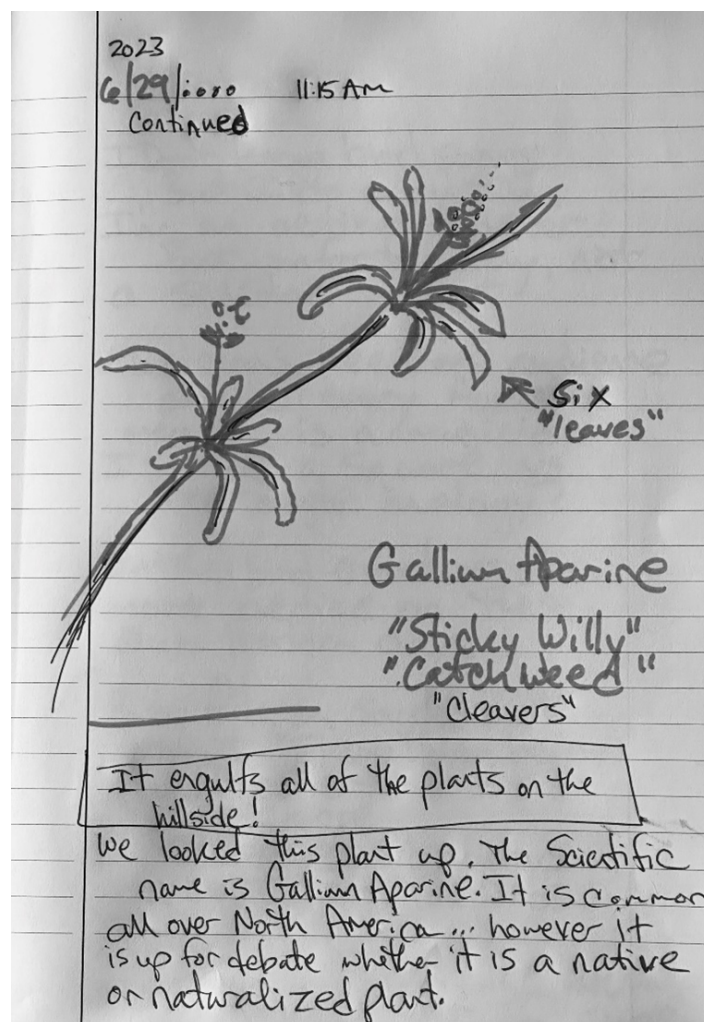 2023
6/29/
11:15 AM
Continued
Six
"leaves"
Gallium Aparine
"Sticky Willy"
"Catchweed"
"Cleavers"
It engulfs all of the plants on the
hillside!
We looked this plant up. The Scientific
name is Gallium Aparine. It is common
all over North America... however it
is up for debate whether it is a native
or naturalized plant.